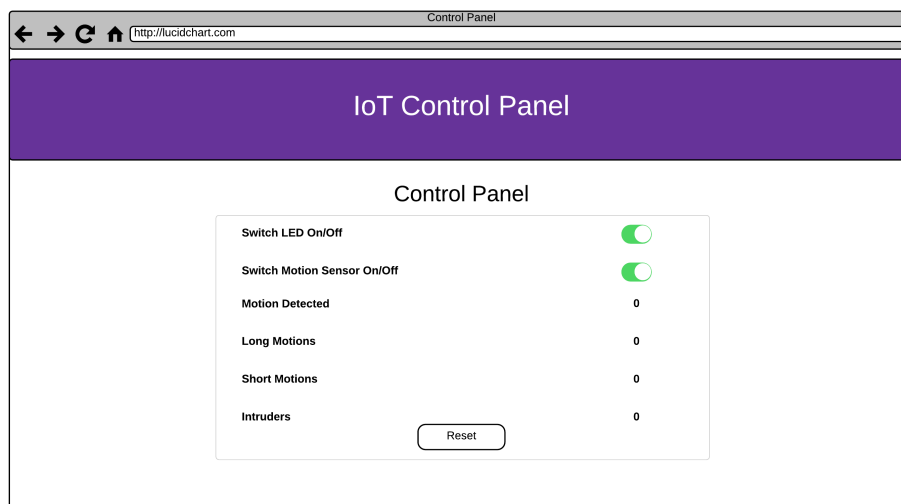 Control Panel
http://lucidchart.com
IoT Control Panel
Control Panel
Switch LED On/Off
Switch Motion Sensor On/Off
Motion Detected 0
Long Motions 0
Short Motions 0
Intruders 0
Reset